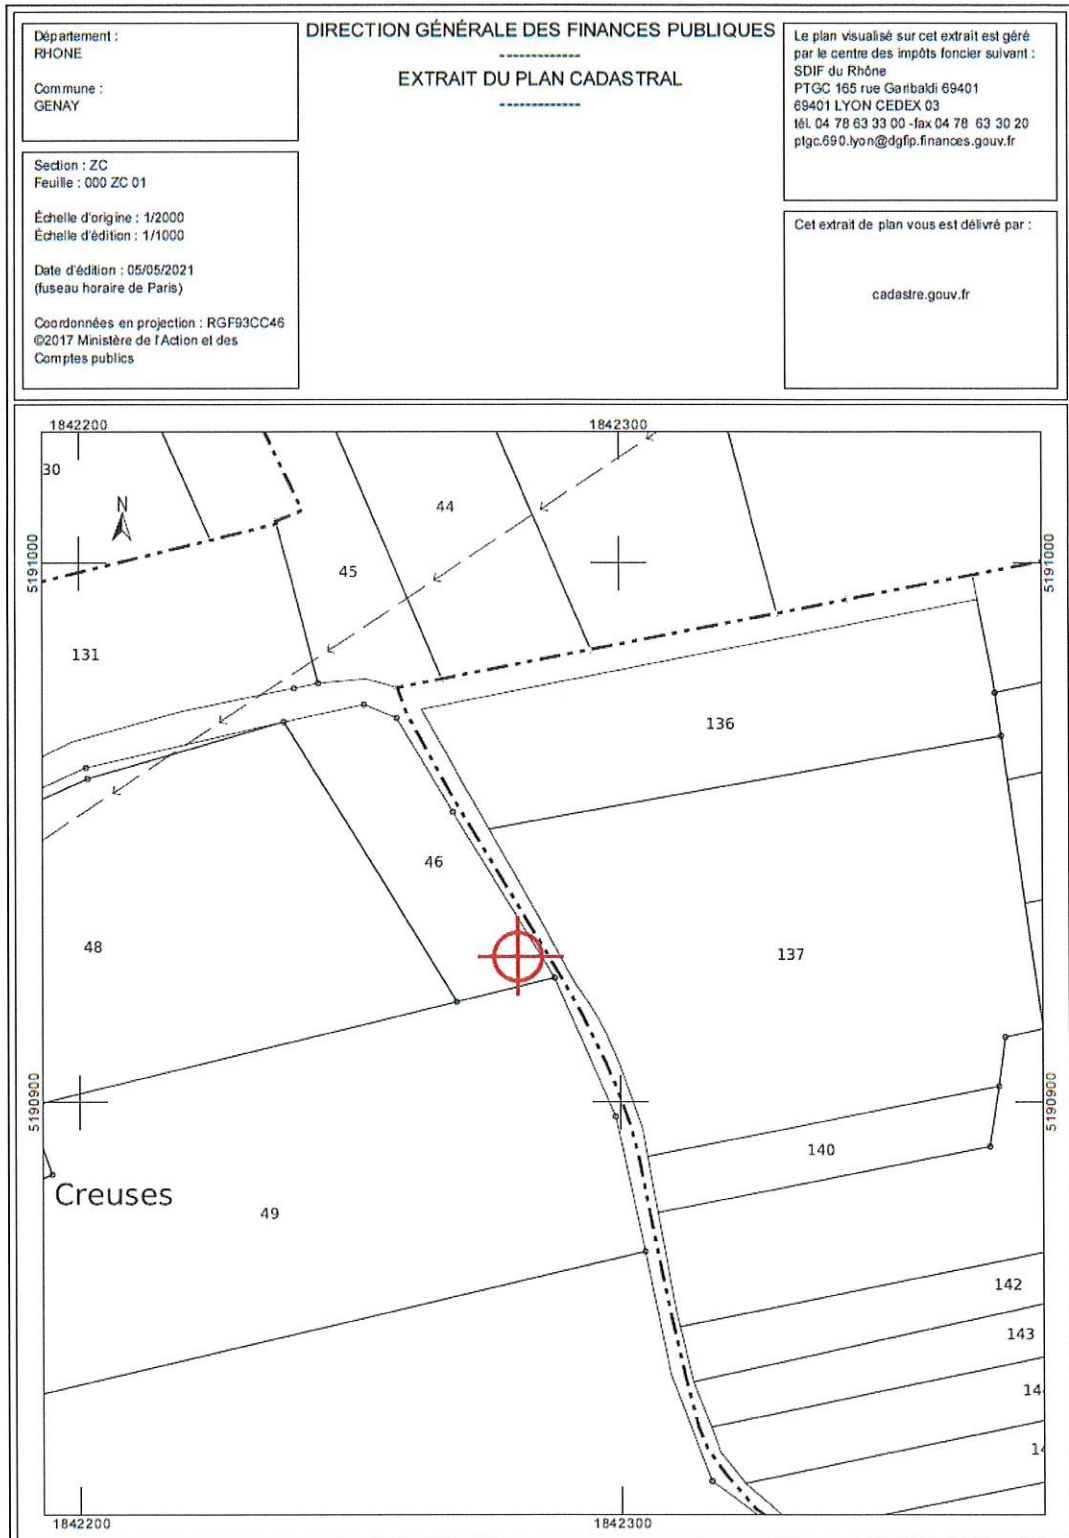 Département :
RHONE
Commune :
GENAY
Section : ZC
Feuille : 000 ZC 01
Échelle d'origine : 1/2000
Échelle d'édition : 1/1000
Date d'édition : 05/05/2021
(fuseau horaire de Paris)
Coordonnées en projection : RGF93CC46
©2017 Ministère de l'Action et des
Comptes publics
DIRECTION GÉNÉRALE DES FINANCES PUBLIQUES
-------------
EXTRAIT DU PLAN CADASTRAL
-------------
Le plan visualisé sur cet extrait est géré
par le centre des impôts foncier suivant :
SDIF du Rhône
PTGC 165 rue Garibaldi 69401
69401 LYON CEDEX 03
tél. 04 78 63 33 00 -fax 04 78 63 30 20
ptgc.690.lyon@dgfip.finances.gouv.fr
Cet extrait de plan vous est délivré par :
cadastre.gouv.fr
1842200
1842300
30
N
44
5191000
5191000
45
131
136
46
48
137
5190900
5190900
140
Creuses
49
142
143
14
14
1842200
1842300